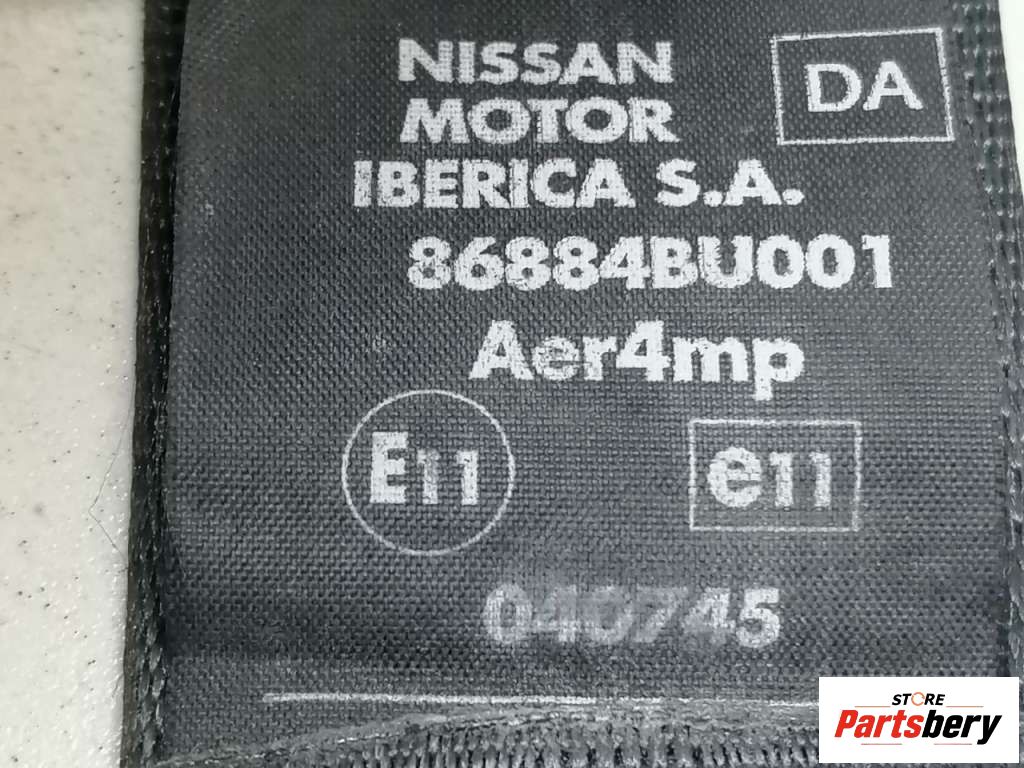 NISSAN
MOTOR
IBERICA S.A.
DA
86884BU001
Aer4mp
E11
e11
040745
STORE
Partsbery